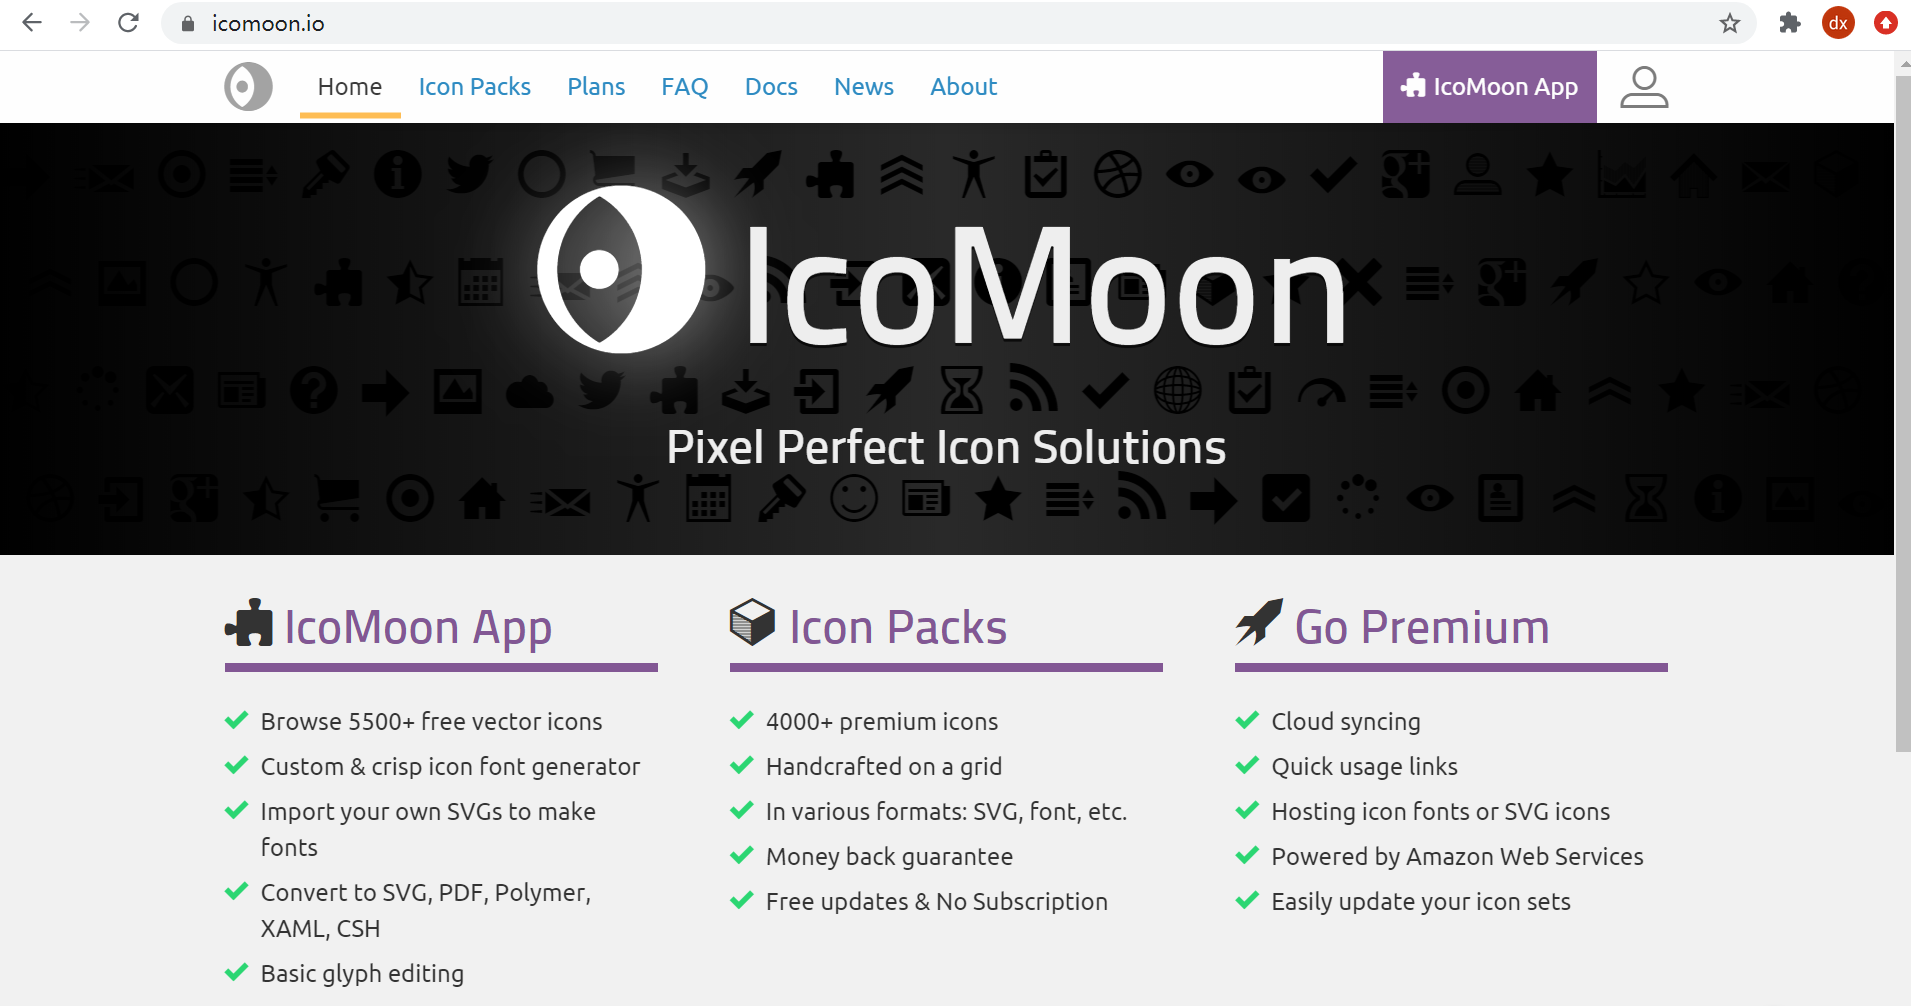 icomoon.io
dx
Home Icon Packs Plans FAQ Docs News About IcoMoon App
IcoMoon
Pixel Perfect Icon Solutions
IcoMoon App
Browse 5500+ free vector icons
Custom & crisp icon font generator
Import your own SVGs to make
fonts
Convert to SVG, PDF, Polymer,
XAML, CSH
Basic glyph editing
Icon Packs
4000+ premium icons
Handcrafted on a grid
In various formats: SVG, font, etc.
Money back guarantee
Free updates & No Subscription
Go Premium
Cloud syncing
Quick usage links
Hosting icon fonts or SVG icons
Powered by Amazon Web Services
Easily update your icon sets